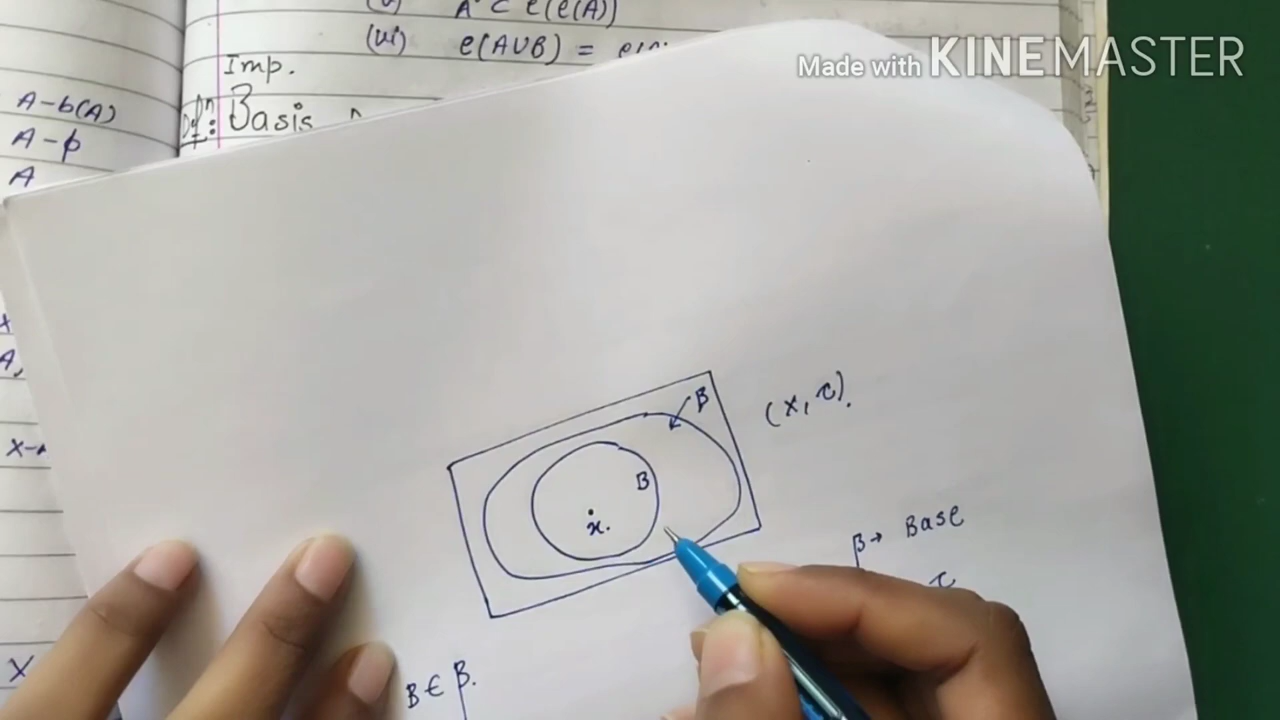 (v) A ⊂ e(e(A))
(vi) e(A∪B) =
Made with KINEMASTER
Imp.
Defⁿ: Basis
A-b(A)
A-φ
A
β
(x, τ).
B
x.
β→ Base
τ
B ∈ β.
X